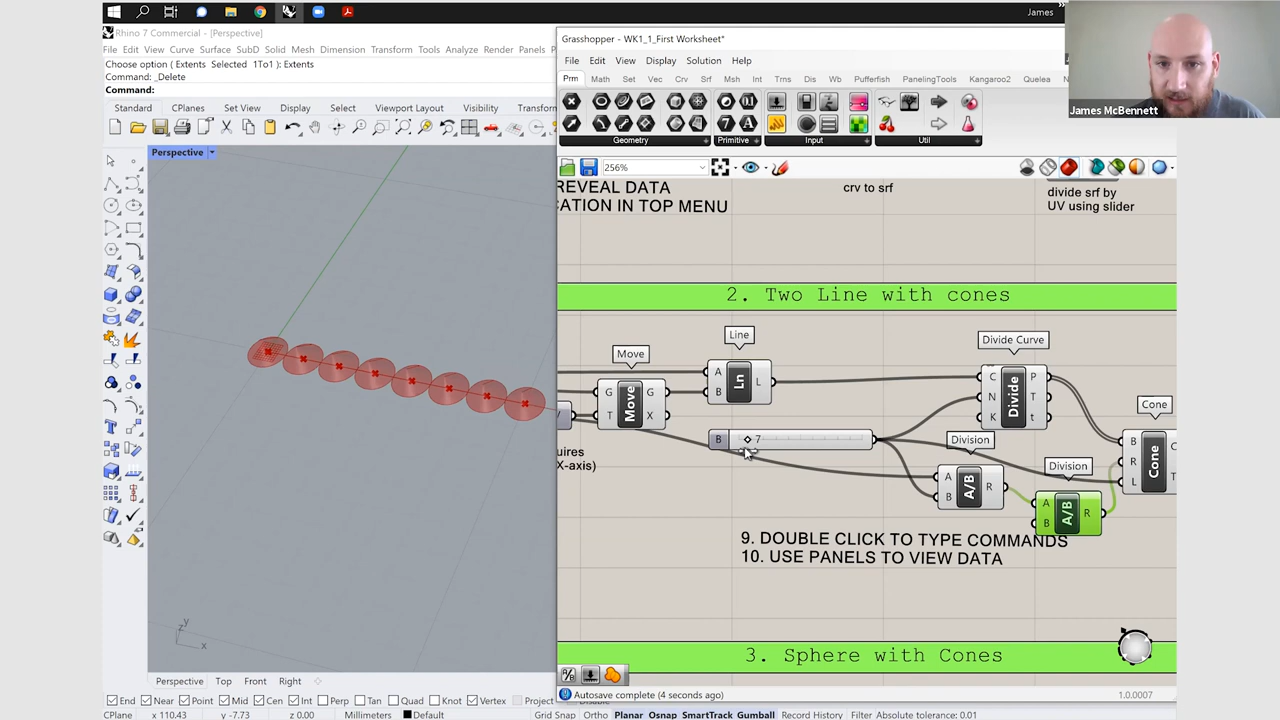 James
Rhino 7 Commercial - [Perspective]
File Edit View Curve Surface SubD Solid Mesh Dimension Transform Tools Analyze Render Panels
Choose option ( Extents Selected 1To1 ): Extents
Command: _Delete
Command:
Standard CPlanes Set View Display Select Viewport Layout Visibility Transform
Perspective
y
z
x
Perspective Top Front Right
End Near Point Mid Cen Int Perp Tan Quad Knot Vertex Project
CPlane x 110.43 y -7.73 z 0.00 Millimeters Default Grid Snap Ortho Planar Osnap SmartTrack Gumball Record History Filter Absolute tolerance: 0.01
Grasshopper - WK1_1_First Worksheet*
File Edit View Display Solution Help
Prm Math Set Vec Crv Srf Msh Int Trns Dis Wb Pufferfish PanelingTools Kangaroo2 Quelea
Geometry Primitive Input Util
256%
James McBennett
REVEAL DATA
CATION IN TOP MENU
crv to srf
divide srf by
UV using slider
2. Two Line with cones
Line
Move
Divide Curve
Cone
A
B
Ln
L
G
T
Move
G
X
C
N
K
Divide
P
T
t
B
R
L
Cone
C
T
B
7
Division
Division
A
B
A/B
R
A
B
A/B
R
uires
X-axis)
9. DOUBLE CLICK TO TYPE COMMANDS
10. USE PANELS TO VIEW DATA
3. Sphere with Cones
Autosave complete (4 seconds ago)
1.0.0007